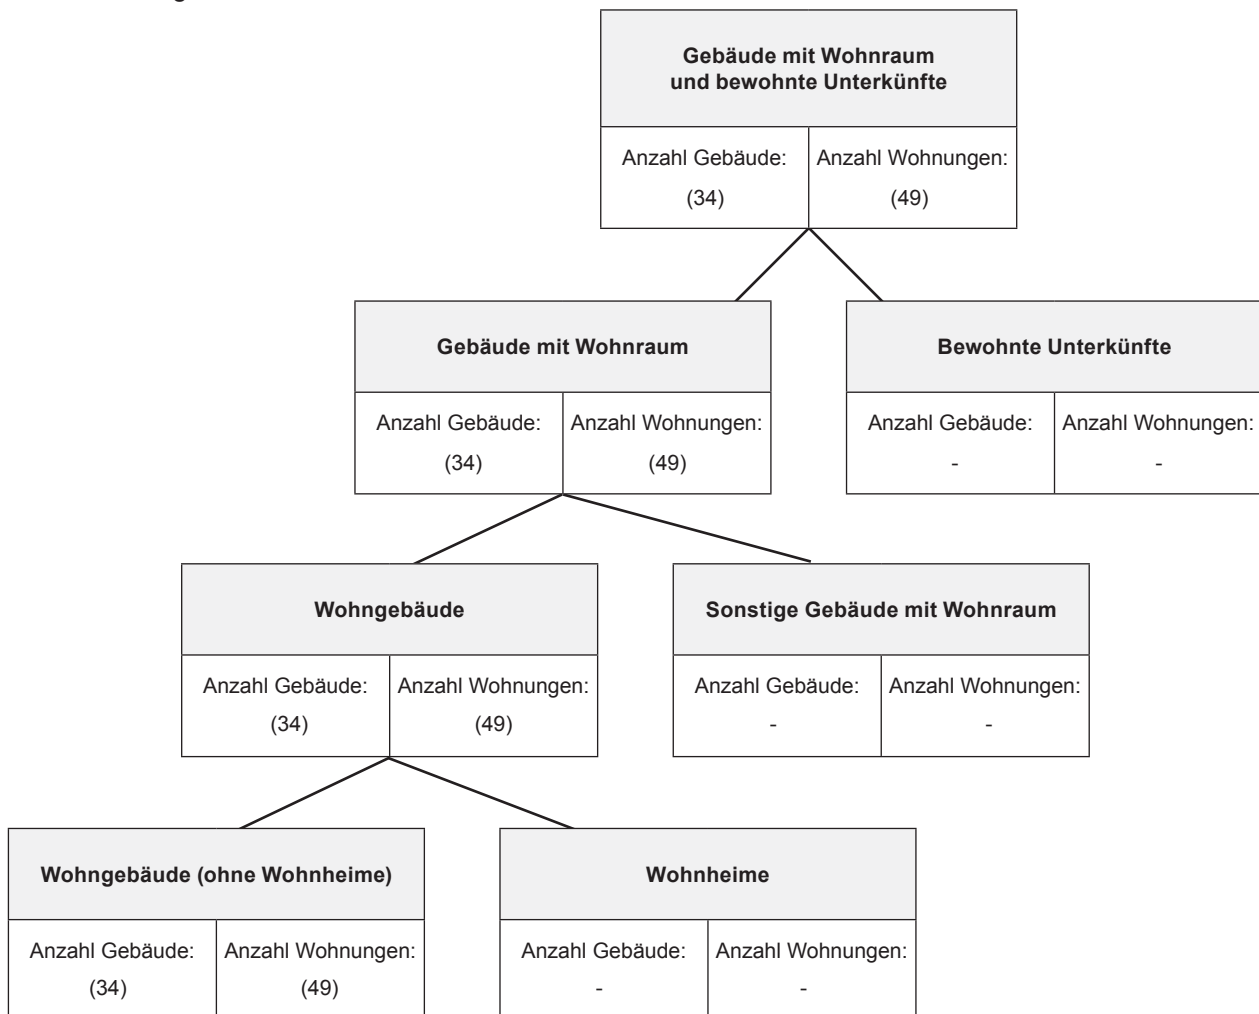 Gebäude mit Wohnraum
und bewohnte Unterkünfte
Anzahl Gebäude:
(34)
Anzahl Wohnungen:
(49)
Gebäude mit Wohnraum
Anzahl Gebäude:
(34)
Anzahl Wohnungen:
(49)
Bewohnte Unterkünfte
Anzahl Gebäude:
-
Anzahl Wohnungen:
-
Wohngebäude
Anzahl Gebäude:
(34)
Anzahl Wohnungen:
(49)
Sonstige Gebäude mit Wohnraum
Anzahl Gebäude:
-
Anzahl Wohnungen:
-
Wohngebäude (ohne Wohnheime)
Anzahl Gebäude:
(34)
Anzahl Wohnungen:
(49)
Wohnheime
Anzahl Gebäude:
-
Anzahl Wohnungen:
-